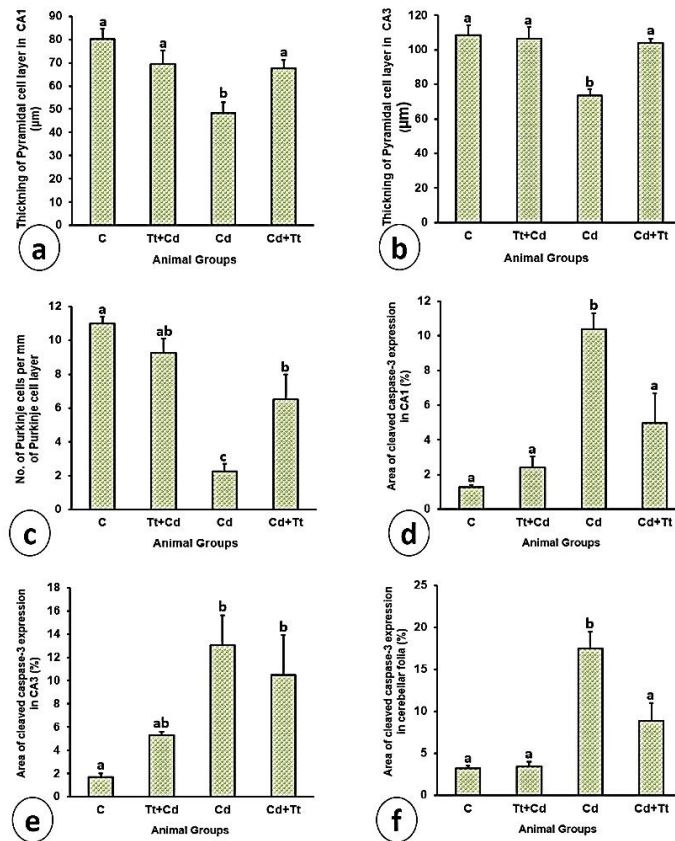 Thickning of Pyramidal cell layer in CA1
(µm)
90
80
70
60
50
40
30
20
10
0
a
a
b
a
C Tt+Cd Cd Cd+Tt
Animal Groups
a
Thickning of Pyramidal cell layer in CA3
(µm)
120
100
80
60
40
20
0
a
a
b
a
C Tt+Cd Cd Cd+Tt
Animal Groups
b
No. of Purkinje cells per mm
of Purkinje cell layer
12
10
8
6
4
2
0
a
ab
c
b
C Tt+Cd Cd Cd+Tt
Animal Groups
c
Area of cleaved caspase-3 expression
in CA1 (%)
12
10
8
6
4
2
0
a
a
b
a
C Tt+Cd Cd Cd+Tt
Animal Groups
d
Area of cleaved caspase-3 expression
in CA3 (%)
18
16
14
12
10
8
6
4
2
0
a
ab
b
b
C Tt+Cd Cd Cd+Tt
Animal Groups
e
Area of cleaved caspase-3 expression
in cerebellar folia (%)
25
20
15
10
5
0
a
a
b
a
C Tt+Cd Cd Cd+Tt
Animal Groups
f